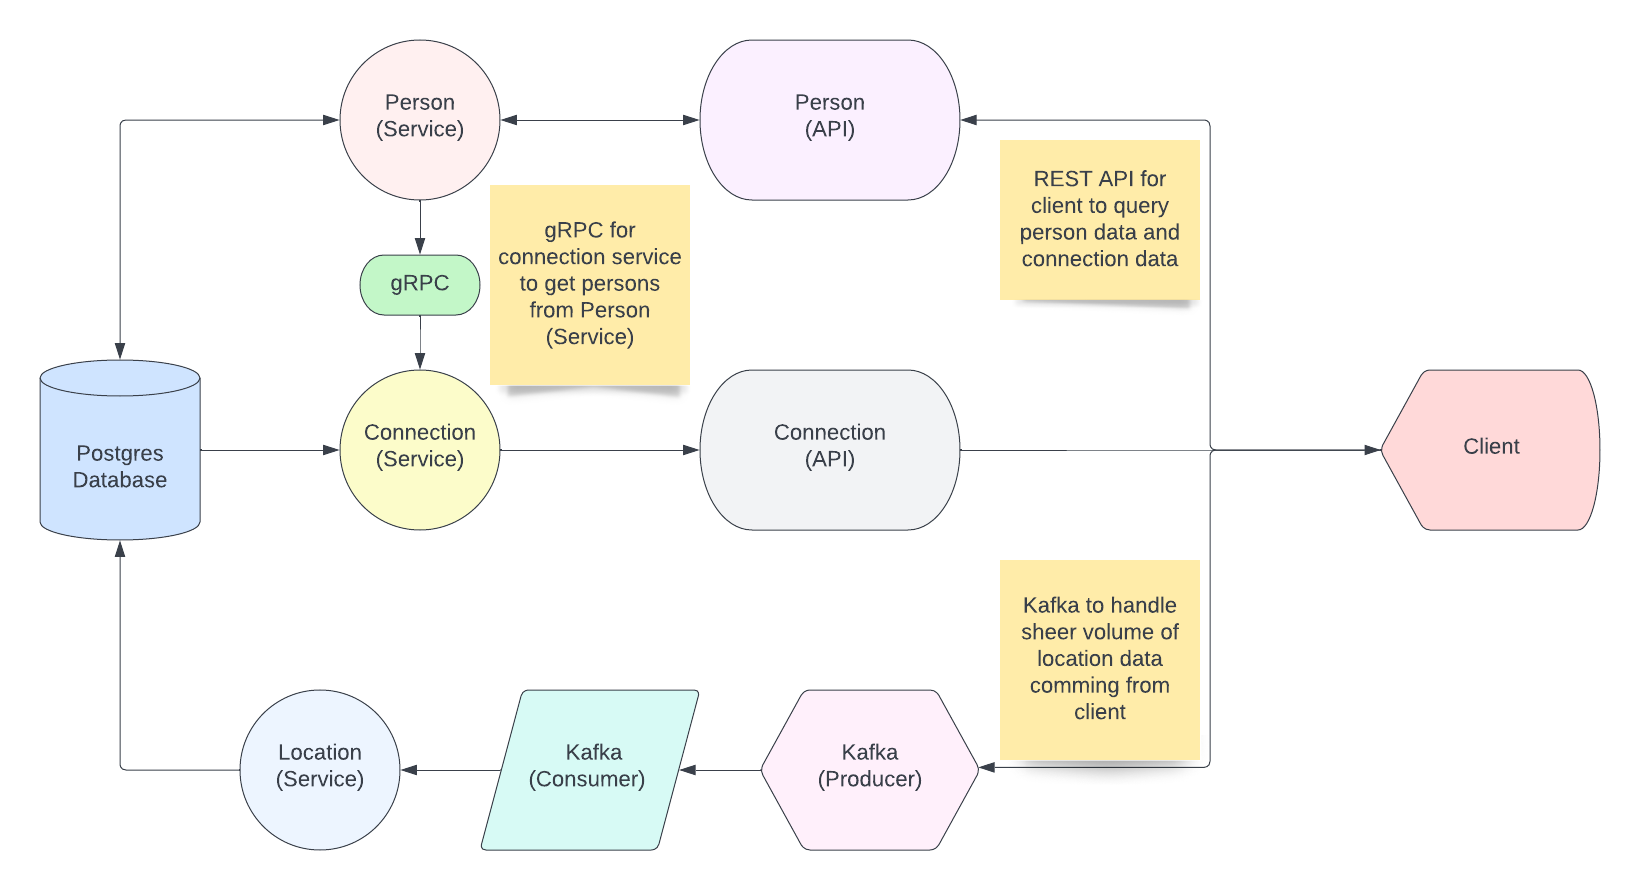 Person
(Service)
Person
(API)
REST API for
client to query
person data and
connection data
gRPC for
connection service
to get persons
from Person
(Service)
gRPC
Postgres
Database
Connection
(Service)
Connection
(API)
Client
Kafka to handle
sheer volume of
location data
comming from
client
Location
(Service)
Kafka
(Consumer)
Kafka
(Producer)